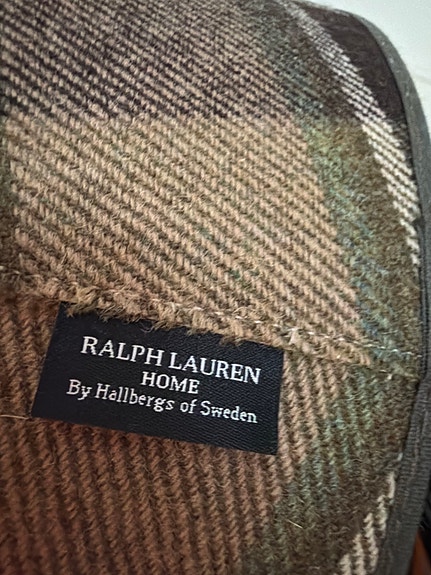 RALPH LAUREN
HOME
By Hallbergs of Sweden